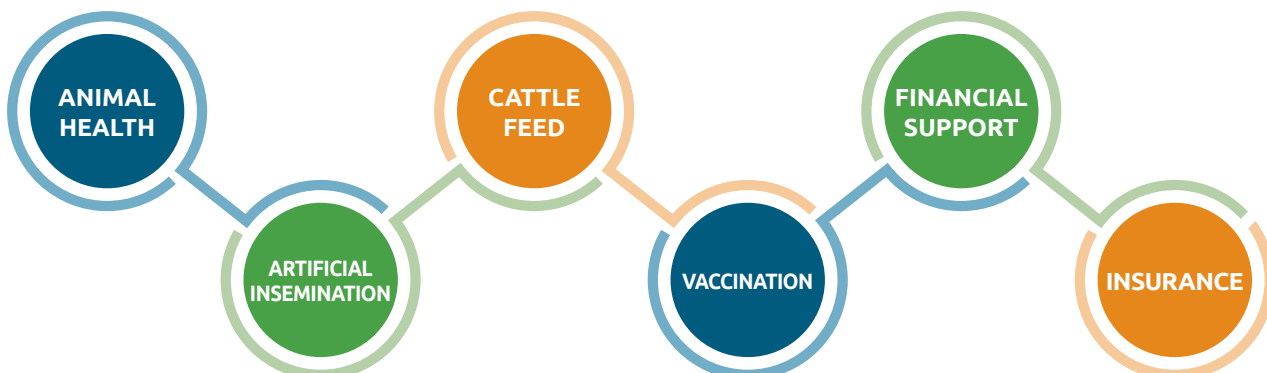 ANIMAL
HEALTH
ARTIFICIAL
INSEMINATION
CATTLE
FEED
VACCINATION
FINANCIAL
SUPPORT
INSURANCE